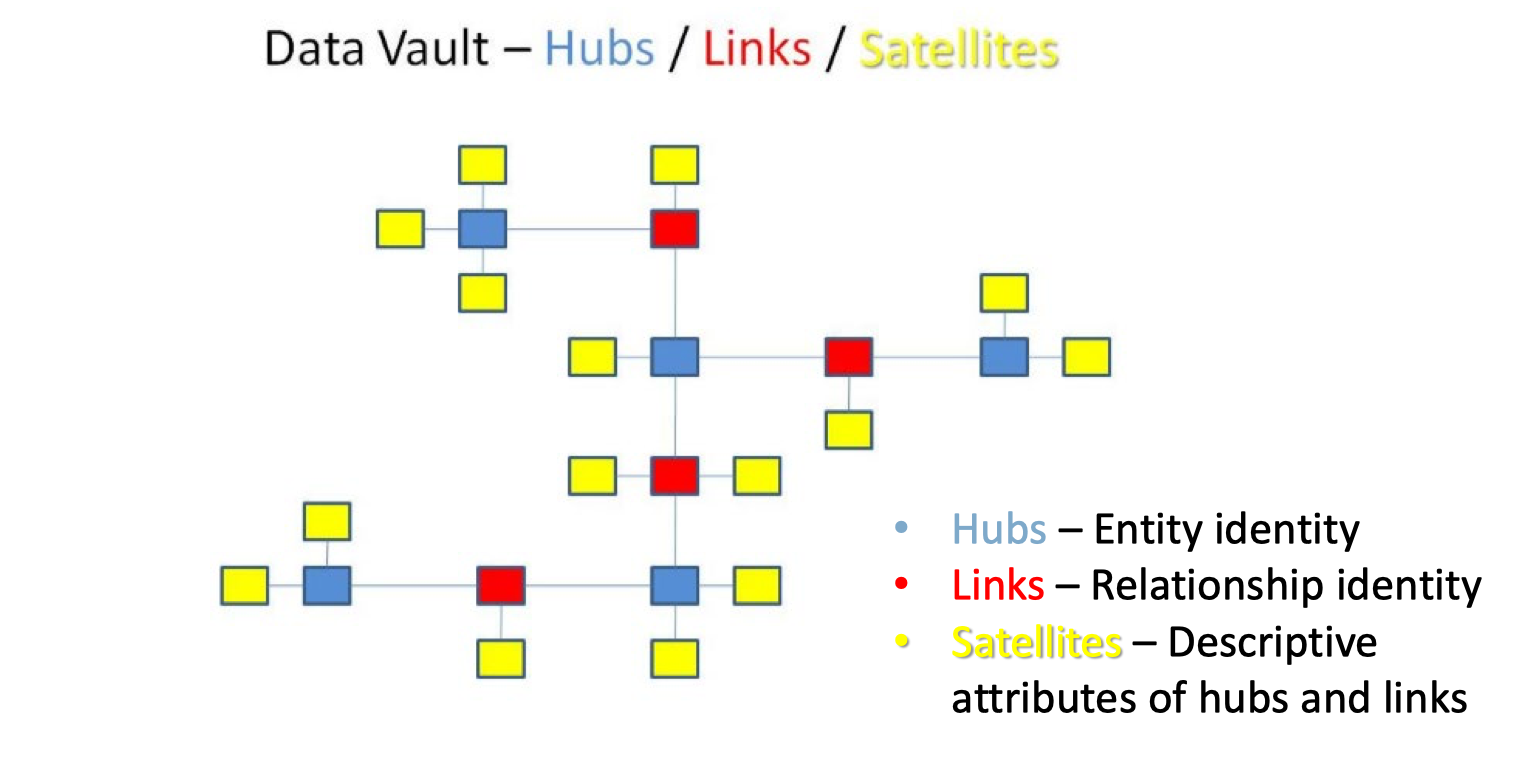 Data Vault – Hubs / Links / Satellites
• Hubs – Entity identity
• Links – Relationship identity
• Satellites – Descriptive
attributes of hubs and links